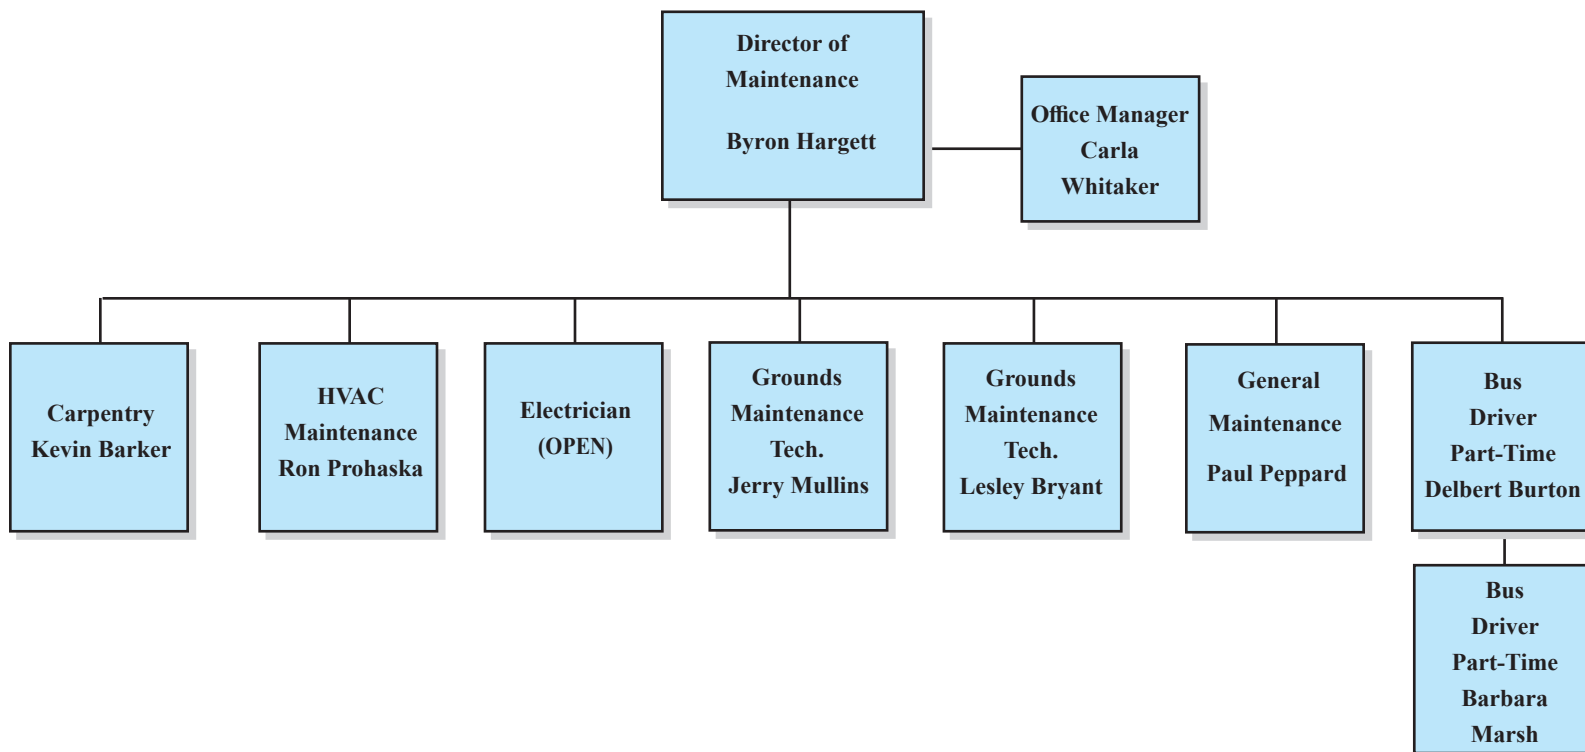 Director of
Maintenance
Byron Hargett
Office Manager
Carla
Whitaker
Carpentry
Kevin Barker
HVAC
Maintenance
Ron Prohaska
Electrician
(OPEN)
Grounds
Maintenance
Tech.
Jerry Mullins
Grounds
Maintenance
Tech.
Lesley Bryant
General
Maintenance
Paul Peppard
Bus
Driver
Part-Time
Delbert Burton
Bus
Driver
Part-Time
Barbara
Marsh